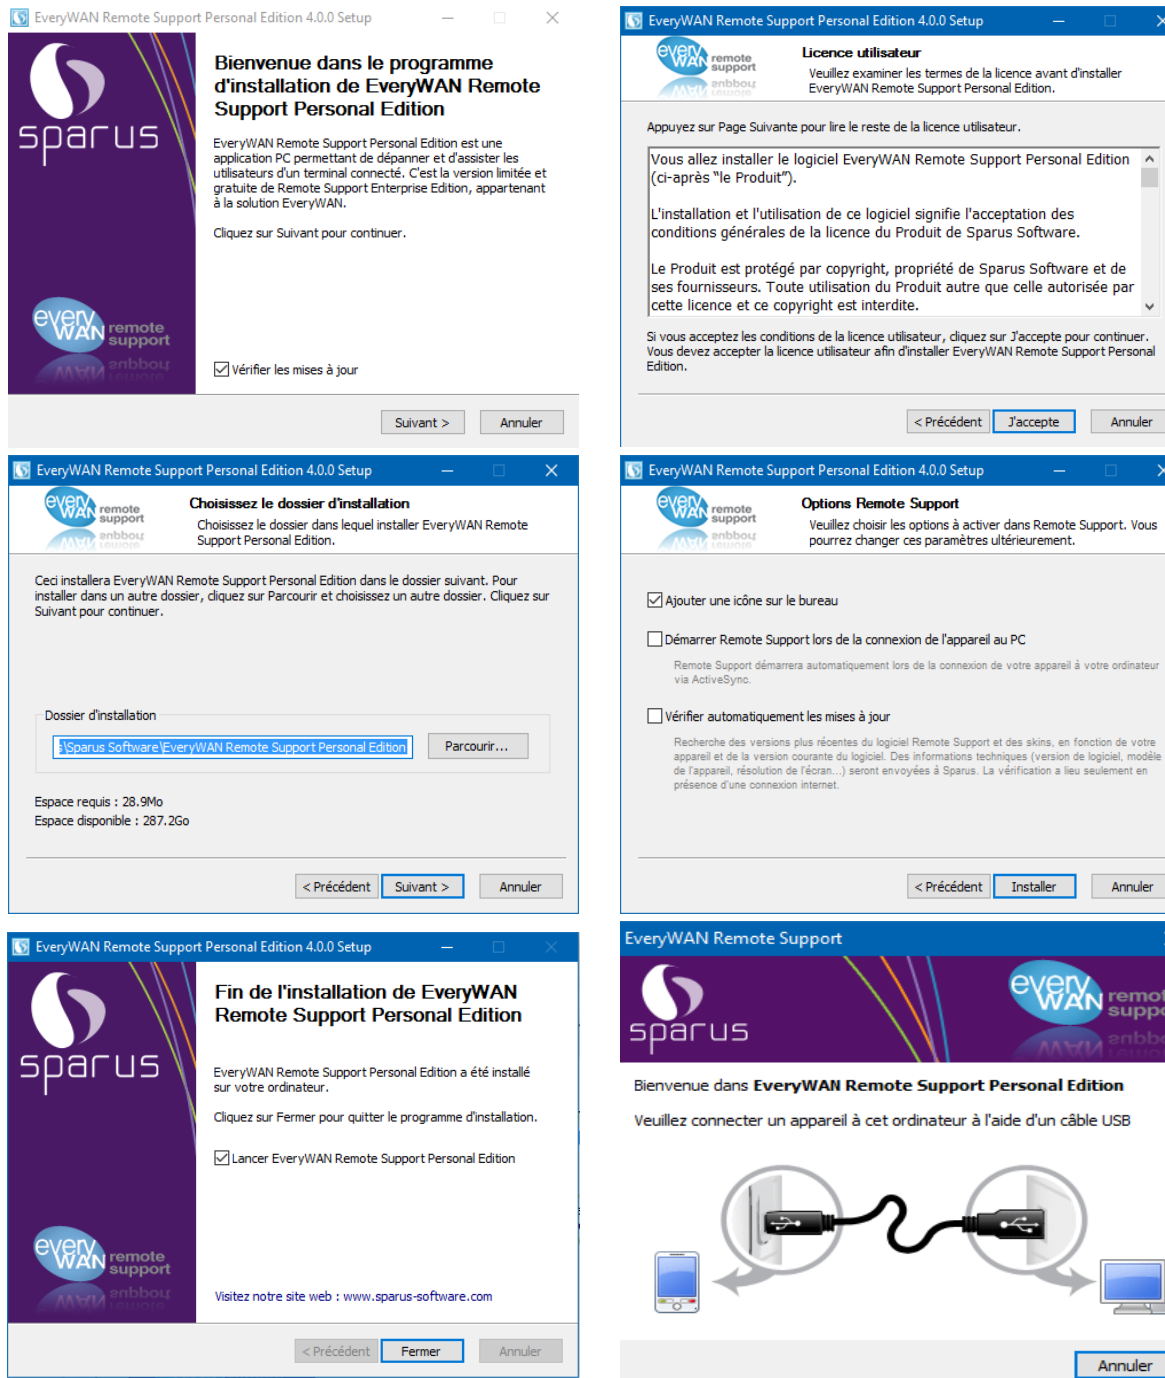 EveryWAN Remote Support Personal Edition 4.0.0 Setup
sparus
Bienvenue dans le programme
d'installation de EveryWAN Remote
Support Personal Edition
EveryWAN Remote Support Personal Edition est une
application PC permettant de dépanner et d'assister les
utilisateurs d'un terminal connecté. C'est la version limitée et
gratuite de Remote Support Enterprise Edition, appartenant
à la solution EveryWAN.
Cliquez sur Suivant pour continuer.
every
WAN remote
support
Vérifier les mises à jour
Suivant >
Annuler
EveryWAN Remote Support Personal Edition 4.0.0 Setup
every
WAN remote
support
Licence utilisateur
Veuillez examiner les termes de la licence avant d'installer
EveryWAN Remote Support Personal Edition.
Appuyez sur Page Suivante pour lire le reste de la licence utilisateur.
Vous allez installer le logiciel EveryWAN Remote Support Personal Edition
(ci-après "le Produit").
L'installation et l'utilisation de ce logiciel signifie l'acceptation des
conditions générales de la licence du Produit de Sparus Software.
Le Produit est protégé par copyright, propriété de Sparus Software et de
ses fournisseurs. Toute utilisation du Produit autre que celle autorisée par
cette licence et ce copyright est interdite.
Si vous acceptez les conditions de la licence utilisateur, cliquez sur J'accepte pour continuer.
Vous devez accepter la licence utilisateur afin d'installer EveryWAN Remote Support Personal
Edition.
< Précédent
J'accepte
Annuler
EveryWAN Remote Support Personal Edition 4.0.0 Setup
every
WAN remote
support
Choisissez le dossier d'installation
Choisissez le dossier dans lequel installer EveryWAN Remote
Support Personal Edition.
Ceci installera EveryWAN Remote Support Personal Edition dans le dossier suivant. Pour
installer dans un autre dossier, cliquez sur Parcourir et choisissez un autre dossier. Cliquez sur
Suivant pour continuer.
Dossier d'installation
s\Sparus Software\EveryWAN Remote Support Personal Edition
Parcourir...
Espace requis : 28.9Mo
Espace disponible : 287.2Go
< Précédent
Suivant >
Annuler
EveryWAN Remote Support Personal Edition 4.0.0 Setup
every
WAN remote
support
Options Remote Support
Veuillez choisir les options à activer dans Remote Support. Vous
pourrez changer ces paramètres ultérieurement.
Ajouter une icône sur le bureau
Démarrer Remote Support lors de la connexion de l'appareil au PC
Remote Support démarrera automatiquement lors de la connexion de votre appareil à votre ordinateur
via ActiveSync.
Vérifier automatiquement les mises à jour
Recherche des versions plus récentes du logiciel Remote Support et des skins, en fonction de votre
appareil et de la version courante du logiciel. Des informations techniques (version de logiciel, modèle
de l'appareil, résolution de l'écran...) seront envoyées à Sparus. La vérification a lieu seulement en
présence d'une connexion internet.
< Précédent
Installer
Annuler
EveryWAN Remote Support Personal Edition 4.0.0 Setup
sparus
Fin de l'installation de EveryWAN
Remote Support Personal Edition
EveryWAN Remote Support Personal Edition a été installé
sur votre ordinateur.
Cliquez sur Fermer pour quitter le programme d'installation.
Lancer EveryWAN Remote Support Personal Edition
every
WAN remote
support
Visitez notre site web : www.sparus-software.com
< Précédent
Fermer
Annuler
EveryWAN Remote Support
sparus
every
WAN remot
suppo
Bienvenue dans EveryWAN Remote Support Personal Edition
Veuillez connecter un appareil à cet ordinateur à l'aide d'un câble USB
Annuler